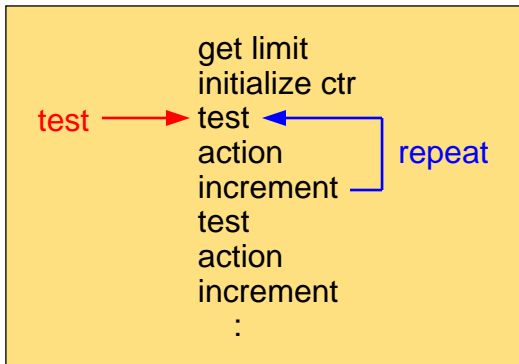 get limit
initialize ctr
test test
action repeat
increment
test
action
increment
: